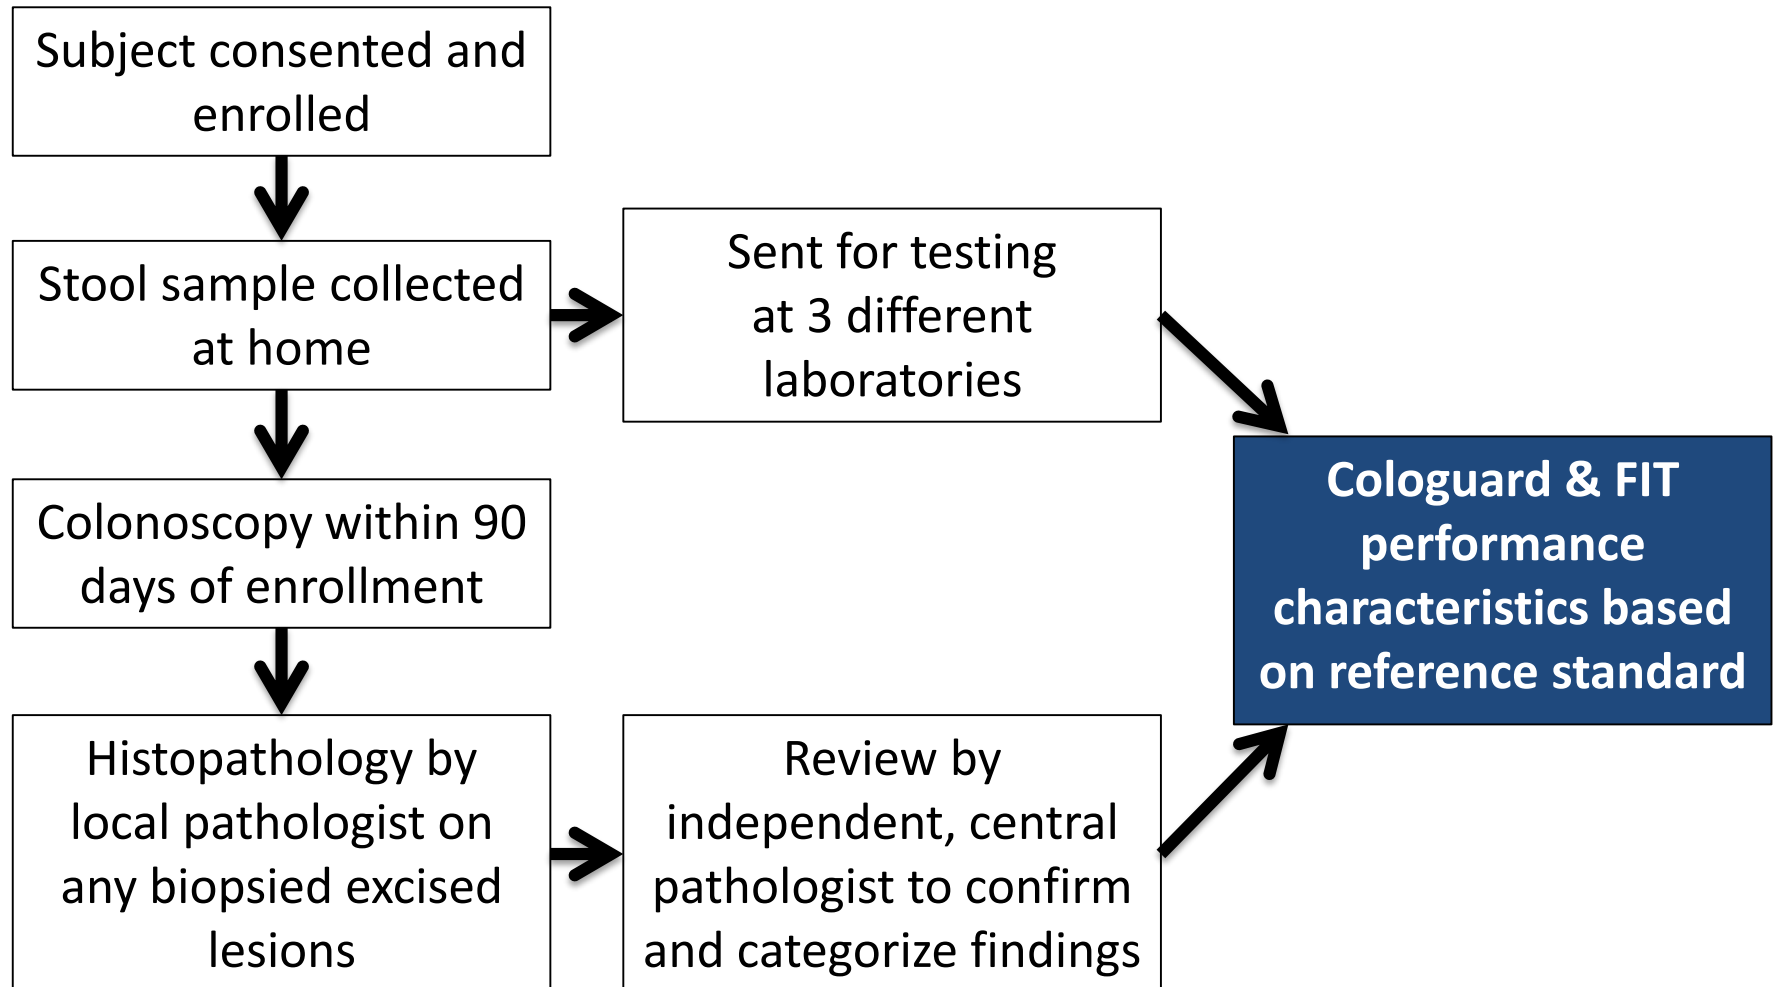 Subject consented and
enrolled
Stool sample collected
at home
Sent for testing
at 3 different
laboratories
Colonoscopy within 90
days of enrollment
Cologuard & FIT
performance
characteristics based
on reference standard
Histopathology by
local pathologist on
any biopsied excised
lesions
Review by
independent, central
pathologist to confirm
and categorize findings